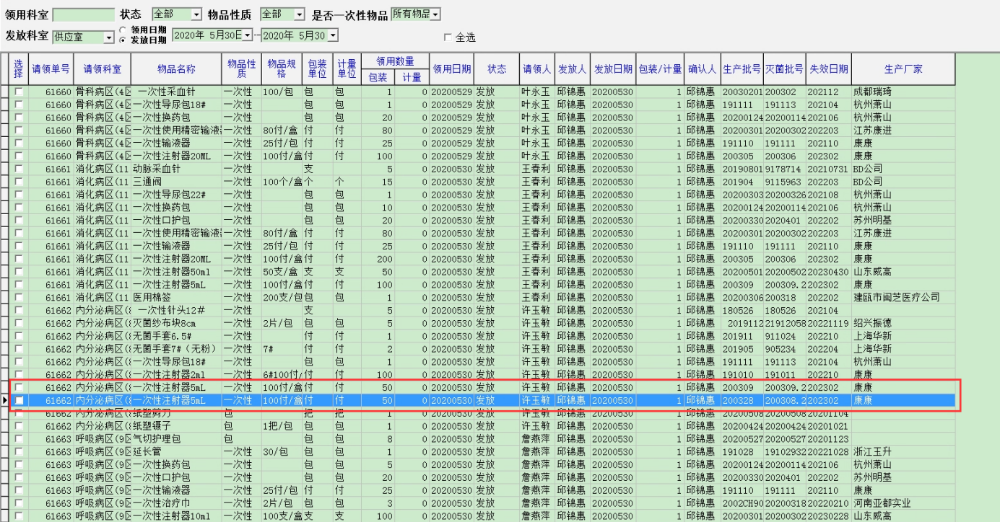 领用科室 状态 全部 物品性质 全部 是否一次性物品 所有物品
发放科室 供应室 领用日期 发放日期 2020年 5月30日 -- 2020年 5月30 全选
选择 请领单号 请领科室 物品名称 物品性质 物品规格 包装单位 计量单位 领用数量 包装 计量 领用日期 状态 请领人 发放人 发放日期 包装/计量 确认人 生产批号 灭菌批号 失效日期 生产厂家
61660 骨科病区(4区 一次性采血针 一次性 100/包 包 包 1 0 20200529 发放 叶永玉 邱锦惠 20200530 1 邱锦惠 20030201 200302 202112 成都瑞琦
61660 骨科病区(4区 一次性导尿包18# 一次性 包 包 1 0 20200529 发放 叶永玉 邱锦惠 20200530 1 邱锦惠 191111 191113 202104 杭州萧山
61660 骨科病区(4区 一次性换药包 一次性 包 包 20 0 20200529 发放 叶永玉 邱锦惠 20200530 1 邱锦惠 20200124 20200114 202106 杭州萧山
61660 骨科病区(4区 一次性使用精密输液 一次性 80付/盒 付 付 80 0 20200529 发放 叶永玉 邱锦惠 20200530 1 邱锦惠 20200301 20200302 202203 江苏康进
61660 骨科病区(4区 一次性输液器 一次性 25付/包 付 付 25 0 20200529 发放 叶永玉 邱锦惠 20200530 1 邱锦惠 191110 191111 202110 康康
61660 骨科病区(4区 一次性注射器20ML 一次性 100付/盒 付 付 100 0 20200529 发放 叶永玉 邱锦惠 20200530 1 邱锦惠 200305 200306 202302 康康
61661 消化病区(11 动脉采血针 一次性 支 5 0 20200530 发放 王春利 邱锦惠 20200530 1 邱锦惠 20190801 9178714 20210731 BD公司
61661 消化病区(11 三通阀 一次性 100个/盒 个 个 15 0 20200530 发放 王春利 邱锦惠 20200530 1 邱锦惠 201904 9115963 202203 BD公司
61661 消化病区(11 一次性导尿包22# 一次性 包 包 1 0 20200530 发放 王春利 邱锦惠 20200530 1 邱锦惠 20200303 20200326 202108 杭州萧山
61661 消化病区(11 一次性换药包 一次性 包 包 10 0 20200530 发放 王春利 邱锦惠 20200530 1 邱锦惠 20200124 20200114 202106 杭州萧山
61661 消化病区(11 一次性口护包 一次性 包 包 20 0 20200530 发放 王春利 邱锦惠 20200530 1 邱锦惠 20200330 2020401 202202 苏州明基
61661 消化病区(11 一次性使用精密输液 一次性 80付/盒 付 付 80 0 20200530 发放 王春利 邱锦惠 20200530 1 邱锦惠 20200301 20200302 202203 江苏康进
61661 消化病区(11 一次性输液器 一次性 25付/包 付 付 25 0 20200530 发放 王春利 邱锦惠 20200530 1 邱锦惠 191110 191111 202110 康康
61661 消化病区(11 一次性注射器20ML 一次性 100付/盒 付 付 200 0 20200530 发放 王春利 邱锦惠 20200530 1 邱锦惠 200305 200306 202302 康康
61661 消化病区(11 一次性注射器50ml 一次性 50支/盒 支 支 50 0 20200530 发放 王春利 邱锦惠 20200530 1 邱锦惠 20200501 20200502 20230430 山东威高
61661 消化病区(11 一次性注射器5mL 一次性 100付/盒 付 付 100 0 20200530 发放 王春利 邱锦惠 20200530 1 邱锦惠 200309 200309.2 202302 康康
61661 消化病区(11 医用棉签 一次性 200支/包 包 包 1 0 20200530 发放 王春利 邱锦惠 20200530 1 邱锦惠 20200306 200318 202202 建瓯市闽芝医疗公司
61662 内分泌病区(8 一次性针头12# 一次性 支 5 0 20200530 发放 许玉敏 邱锦惠 20200530 1 邱锦惠 180526 180526 202104
61662 内分泌病区(8 灭菌纱布块8cm 一次性 2片/包 包 包 5 0 20200530 发放 许玉敏 邱锦惠 20200530 1 邱锦惠 2019112 21912058 20221119 绍兴振德
61662 内分泌病区(8 无菌手套6.5# 一次性 付 付 1 0 20200530 发放 许玉敏 邱锦惠 20200530 1 邱锦惠 201911 911024 202210 上海华新
61662 内分泌病区(8 无菌手套7#(无粉) 一次性 7# 付 付 2 0 20200530 发放 许玉敏 邱锦惠 20200530 1 邱锦惠 201905 905234 202204 上海华新
61662 内分泌病区(8 一次性导尿包18# 一次性 包 包 1 0 20200530 发放 许玉敏 邱锦惠 20200530 1 邱锦惠 191111 191113 202104 杭州萧山
61662 内分泌病区(8 一次性注射器2ml 一次性 6#100付/ 付 付 100 0 20200530 发放 许玉敏 邱锦惠 20200530 1 邱锦惠 191010 191011 202210 康康
61662 内分泌病区(8 一次性注射器5mL 一次性 100付/盒 付 付 50 0 20200530 发放 许玉敏 邱锦惠 20200530 1 邱锦惠 200309 200309.2 202302 康康
61662 内分泌病区(8 一次性注射器5mL 一次性 100付/盒 付 付 50 0 20200530 发放 许玉敏 邱锦惠 20200530 1 邱锦惠 200328 200308.2 202302 康康
61662 内分泌病区(8 纸塑剪刀 包 把 把 1 0 20200530 发放 许玉敏 邱锦惠 20200530 1 邱锦惠 20200508 20200508 20201104
61662 内分泌病区(8 纸塑镊子 包 1把/包 包 包 1 0 20200530 发放 许玉敏 邱锦惠 20200530 1 邱锦惠 20200424 20200424 20201021
61663 呼吸病区(9区 气切护理包 包 包 包 8 0 20200530 发放 詹燕萍 邱锦惠 20200530 1 邱锦惠 20200527 20200527 20201123
61663 呼吸病区(9区 延长管 一次性 30/包 包 包 1 0 20200530 发放 詹燕萍 邱锦惠 20200530 1 邱锦惠 191028 19102932 20221028 浙江玉升
61663 呼吸病区(9区 一次性换药包 一次性 包 包 5 0 20200530 发放 詹燕萍 邱锦惠 20200530 1 邱锦惠 20200124 20200114 202106 杭州萧山
61663 呼吸病区(9区 一次性口护包 一次性 包 包 20 0 20200530 发放 詹燕萍 邱锦惠 20200530 1 邱锦惠 20200330 2020401 202202 苏州明基
61663 呼吸病区(9区 一次性输液器 一次性 25付/包 付 付 25 0 20200530 发放 詹燕萍 邱锦惠 20200530 1 邱锦惠 191110 191111 202110 康康
61663 呼吸病区(9区 一次性治疗巾 一次性 2片/包 包 包 3 0 20200530 发放 詹燕萍 邱锦惠 20200530 1 邱锦惠 2002CH90 20200318 20220210 河南亚都实业
61663 呼吸病区(9区 一次性注射器10ml 一次性 100支/盒 支 支 100 0 20200530 发放 詹燕萍 邱锦惠 20200530 1 邱锦惠 20200301 20200302 20230228 山东威高